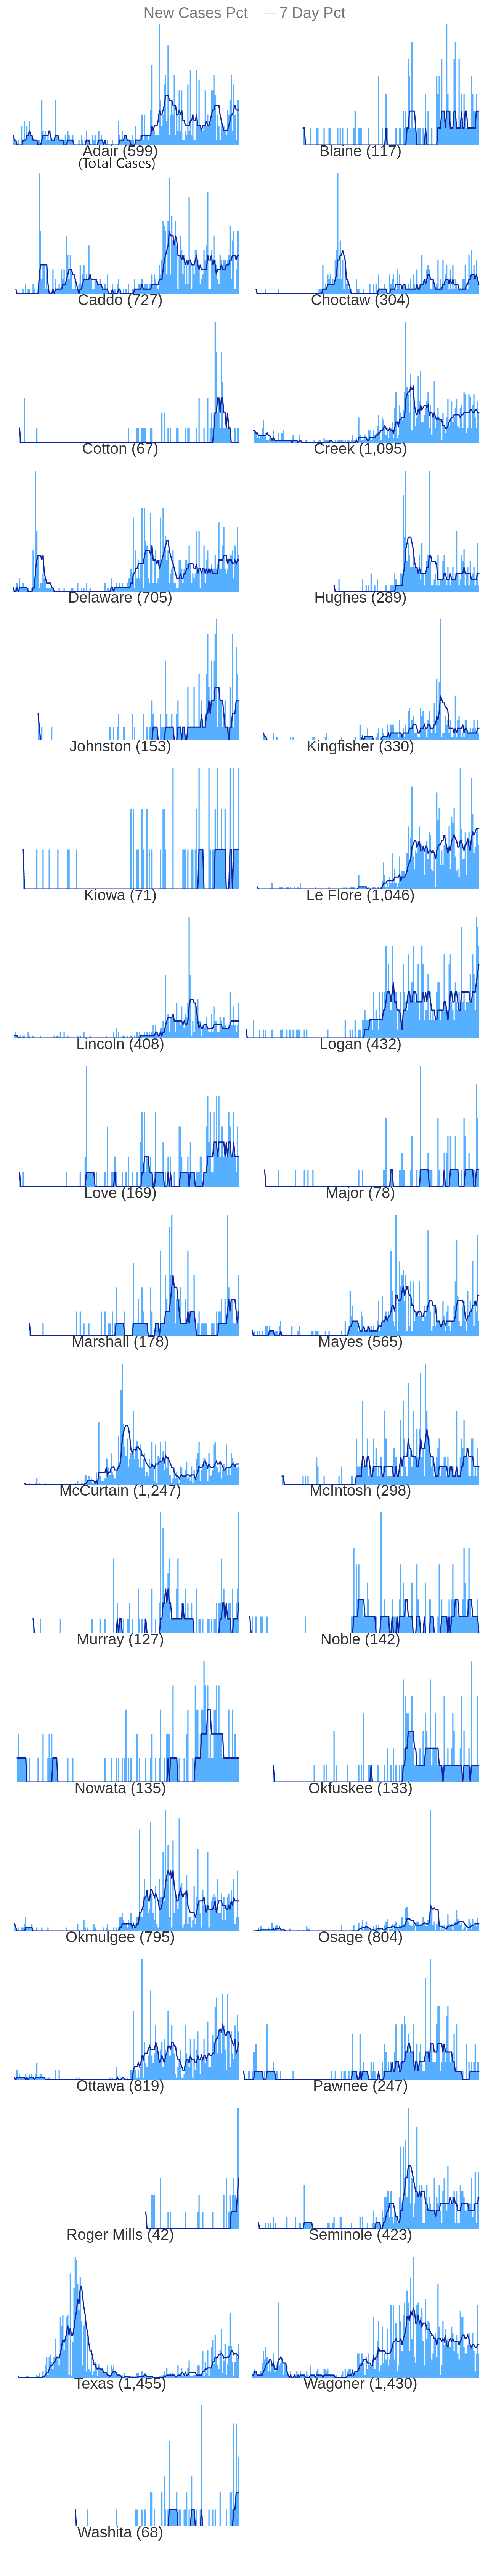 New Cases Pct 7 Day Pct
Adair (599) Blaine (117)
(Total Cases)
Caddo (727) Choctaw (304)
Cotton (67) Creek (1,095)
Delaware (705) Hughes (289)
Johnston (153) Kingfisher (330)
Kiowa (71) Le Flore (1,046)
Lincoln (408) Logan (432)
Love (169) Major (78)
Marshall (178) Mayes (565)
McCurtain (1,247) McIntosh (298)
Murray (127) Noble (142)
Nowata (135) Okfuskee (133)
Okmulgee (795) Osage (804)
Ottawa (819) Pawnee (247)
Roger Mills (42) Seminole (423)
Texas (1,455) Wagoner (1,430)
Washita (68)